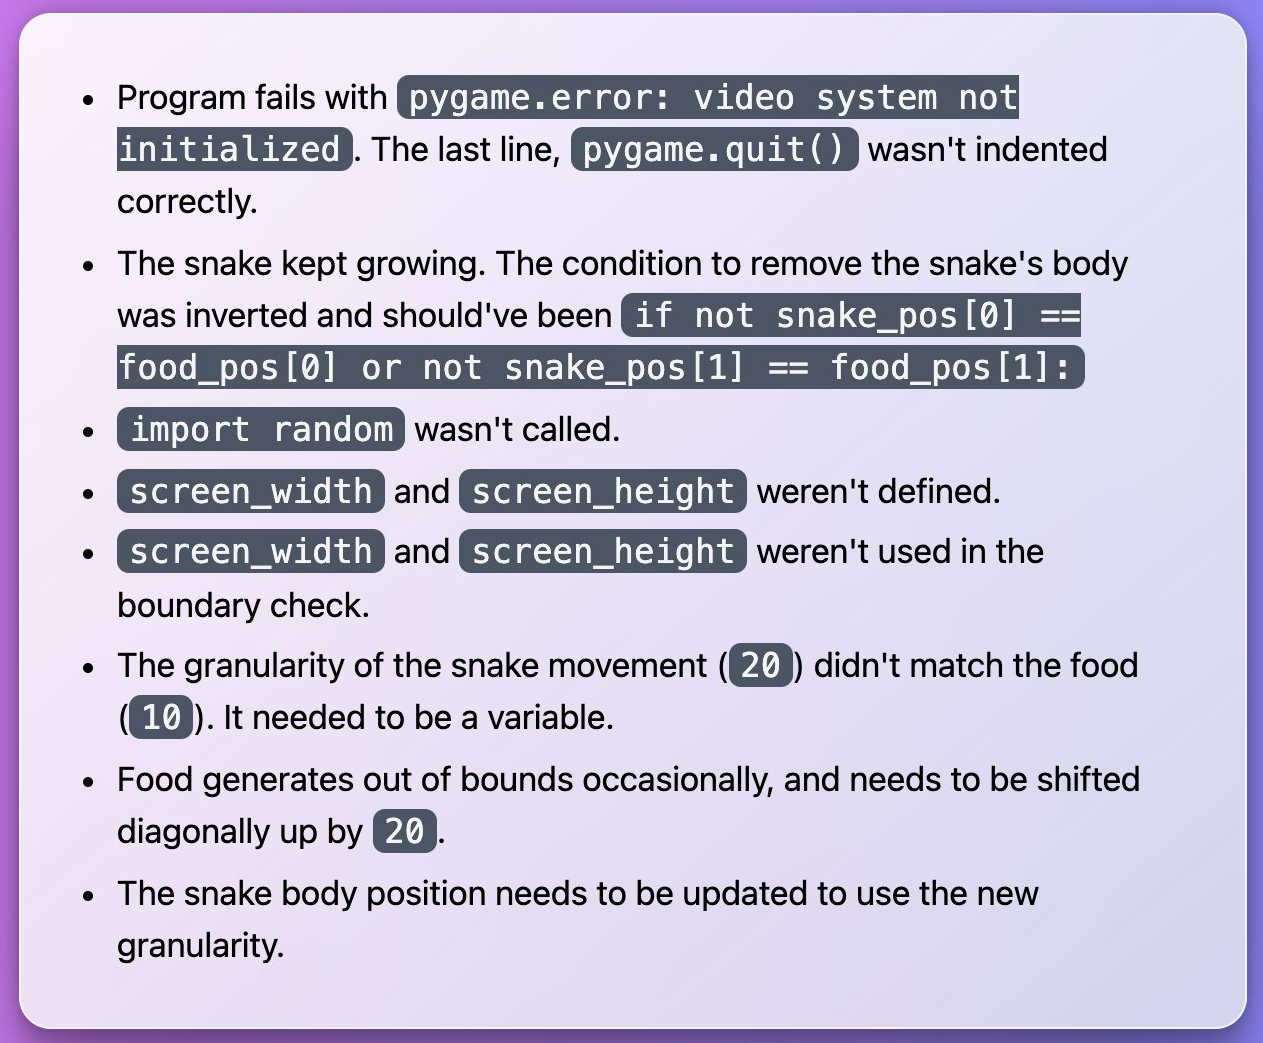 Program fails with pygame.error: video system not
initialized. The last line, pygame.quit() wasn't indented
correctly.
The snake kept growing. The condition to remove the snake's body
was inverted and should've been if not snake_pos[0] ==
food_pos[0] or not snake_pos[1] == food_pos[1]:
import random wasn't called.
screen_width and screen_height weren't defined.
screen_width and screen_height weren't used in the
boundary check.
The granularity of the snake movement (20) didn't match the food
(10). It needed to be a variable.
Food generates out of bounds occasionally, and needs to be shifted
diagonally up by 20.
The snake body position needs to be updated to use the new
granularity.